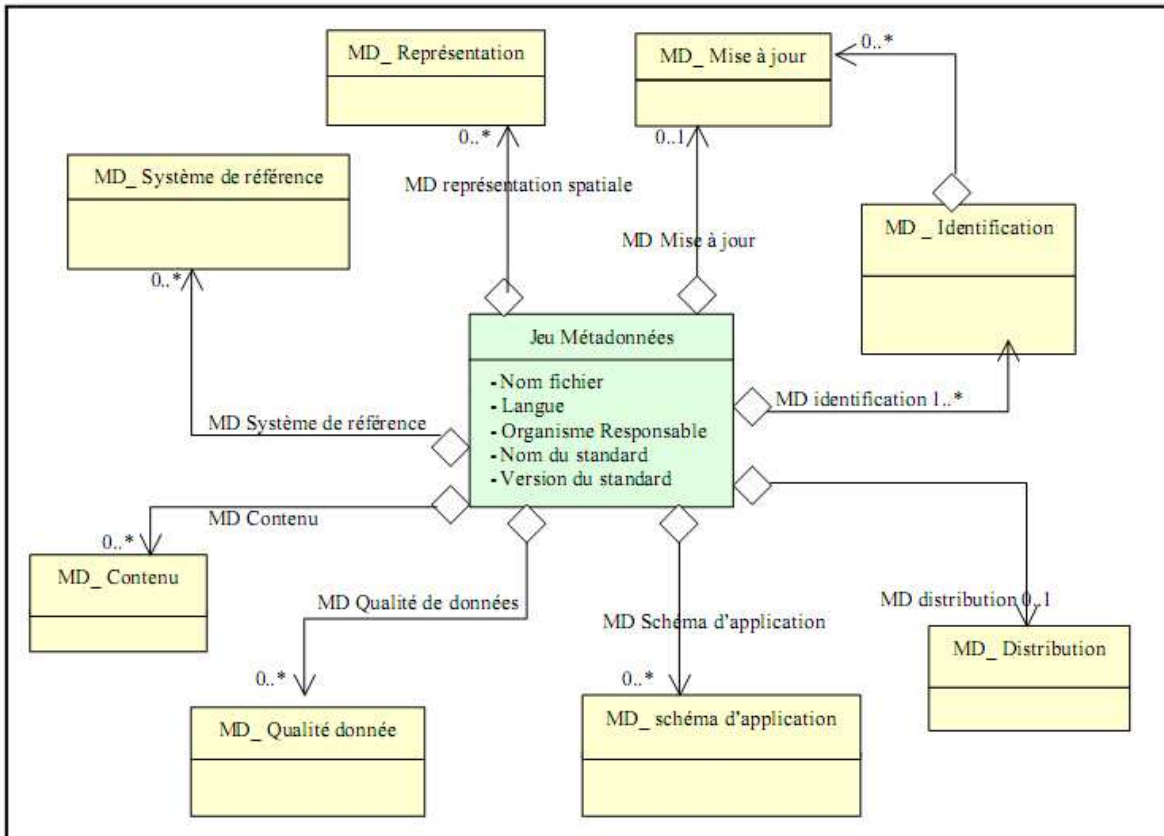 MD_ Représentation
MD_ Mise à jour
0..*
0..*
0..1
MD_ Système de référence
MD représentation spatiale
MD _ Identification
MD Mise à jour
0..*
Jeu Métadonnées
- Nom fichier
- Langue
- Organisme Responsable
- Nom du standard
- Version du standard
MD identification 1..*
MD Système de référence
MD Contenu
0..*
MD_ Contenu
MD Qualité de données
MD Schéma d'application
MD distribution 0..1
MD_ Distribution
0..*
0..*
MD_ Qualité donnée
MD_ schéma d'application